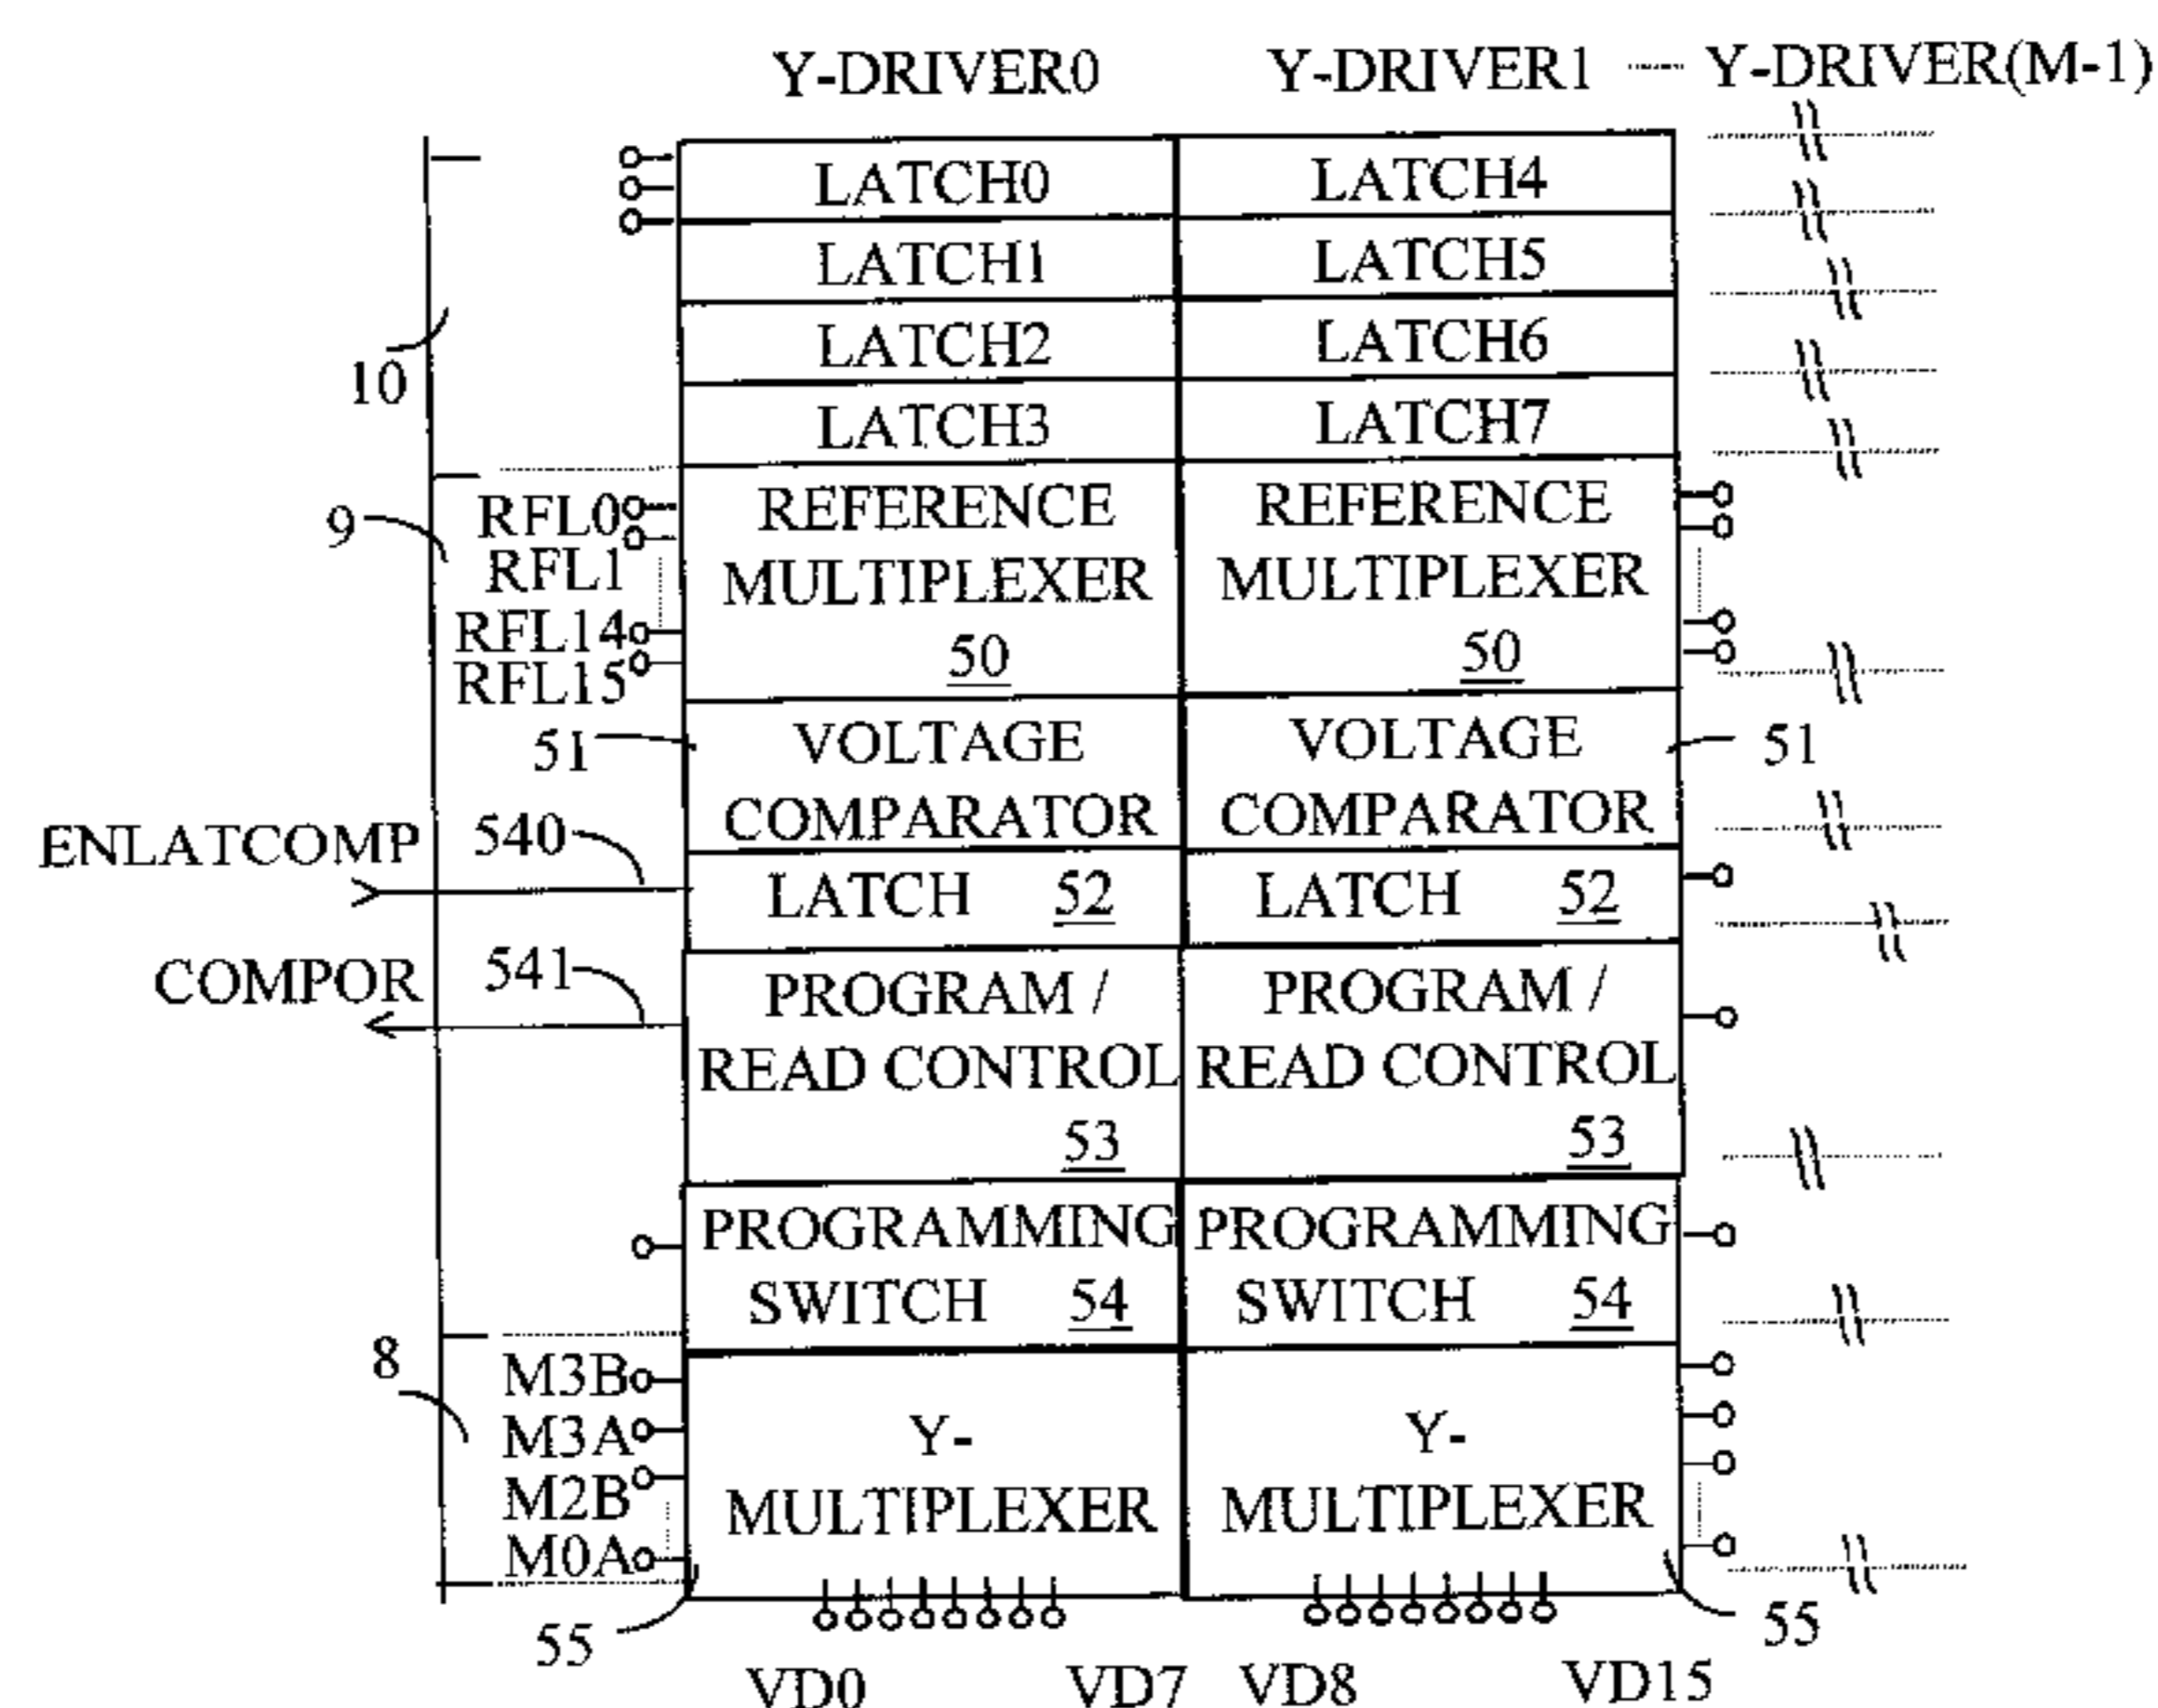 Y-DRIVER0 Y-DRIVER1 Y-DRIVER(M-1)
LATCH0 LATCH4
LATCH1 LATCH5
LATCH2 LATCH6
10
LATCH3 LATCH7
9
RFL0
RFL1
RFL14
RFL15
REFERENCE MULTIPLEXER 50
REFERENCE MULTIPLEXER 50
51
VOLTAGE COMPARATOR
VOLTAGE COMPARATOR
51
ENLATCOMP 540
LATCH 52 LATCH 52
COMPOR 541
PROGRAM / READ CONTROL 53
PROGRAM / READ CONTROL 53
PROGRAMMING SWITCH 54
PROGRAMMING SWITCH 54
8
M3B
M3A
M2B
M0A
Y-MULTIPLEXER
Y-MULTIPLEXER
55 55
VD0 VD7 VD8 VD15